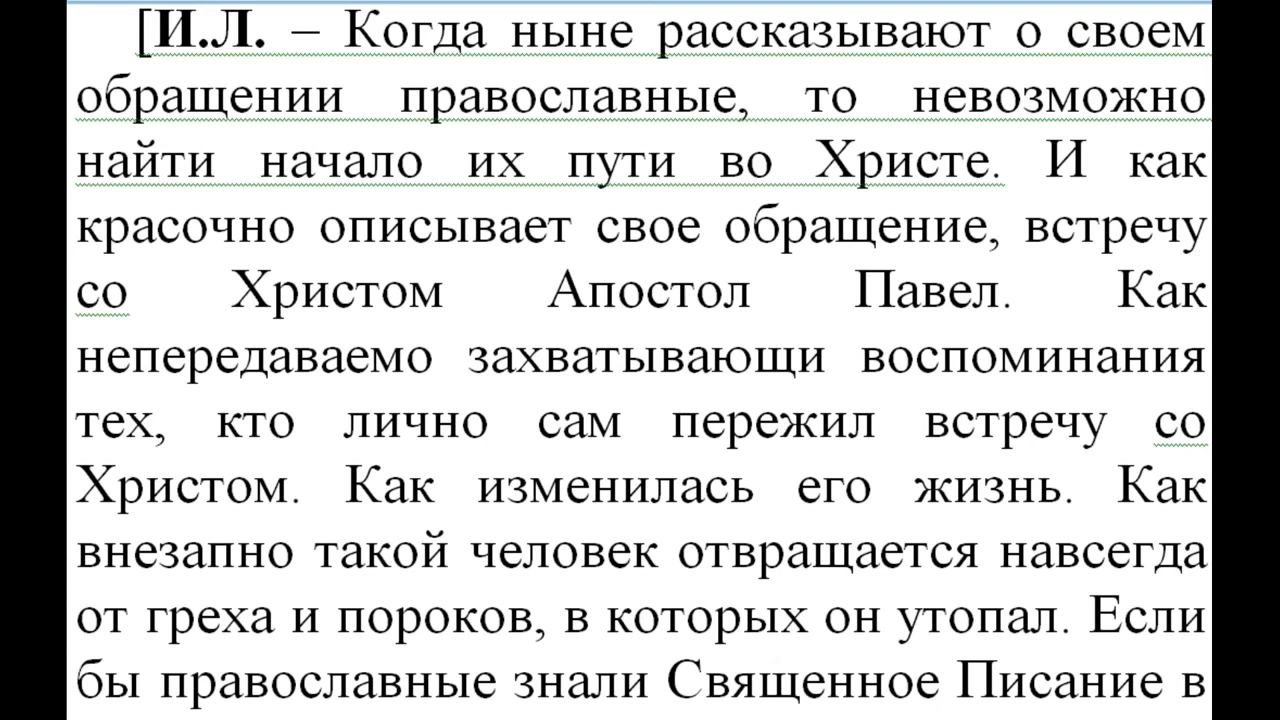 [И.Л. – Когда ныне рассказывают о своем
обращении православные, то невозможно
найти начало их пути во Христе. И как
красочно описывает свое обращение, встречу
со Христом Апостол Павел. Как
непередаваемо захватывающи воспоминания
тех, кто лично сам пережил встречу со
Христом. Как изменилась его жизнь. Как
внезапно такой человек отвращается навсегда
от греха и пороков, в которых он утопал. Если
бы православные знали Священное Писание в